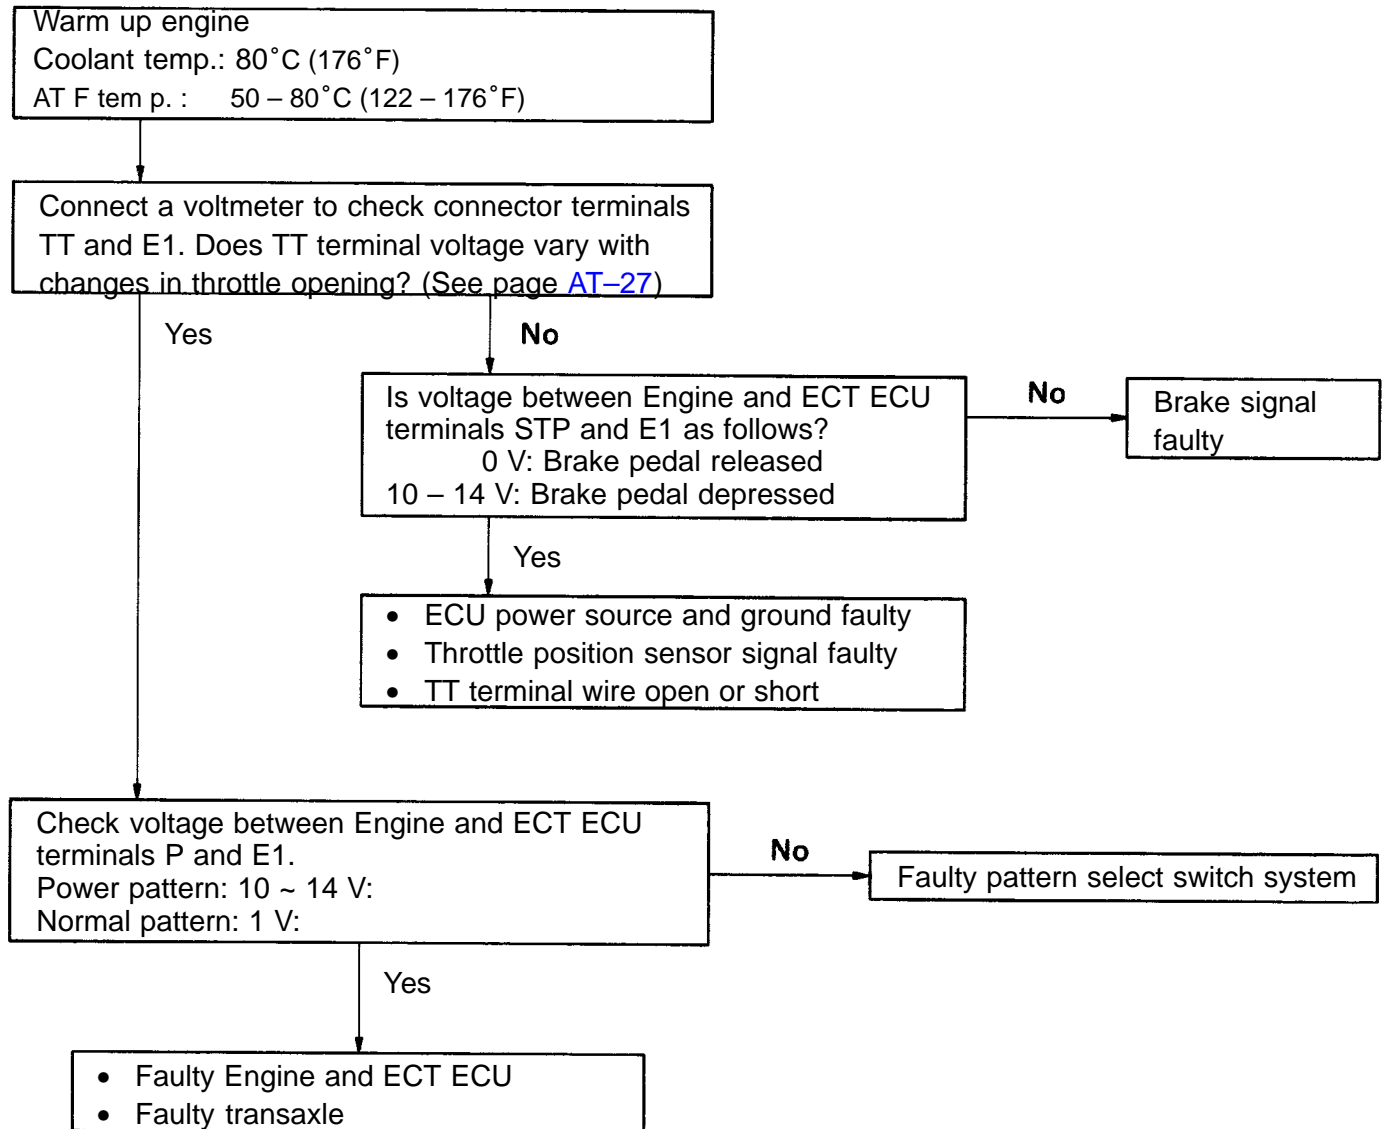 Warm up engine
Coolant temp.: 80˚C (176˚F)
AT F tem p. : 50 – 80˚C (122 – 176˚F)
Connect a voltmeter to check connector terminals
TT and E1. Does TT terminal voltage vary with
changes in throttle opening? (See page AT–27)
Yes
No
Is voltage between Engine and ECT ECU
terminals STP and E1 as follows?
0 V: Brake pedal released
10 – 14 V: Brake pedal depressed
No
Brake signal
faulty
Yes
• ECU power source and ground faulty
• Throttle position sensor signal faulty
• TT terminal wire open or short
Check voltage between Engine and ECT ECU
terminals P and E1.
Power pattern: 10 ~ 14 V:
Normal pattern: 1 V:
No
Faulty pattern select switch system
Yes
• Faulty Engine and ECT ECU
• Faulty transaxle